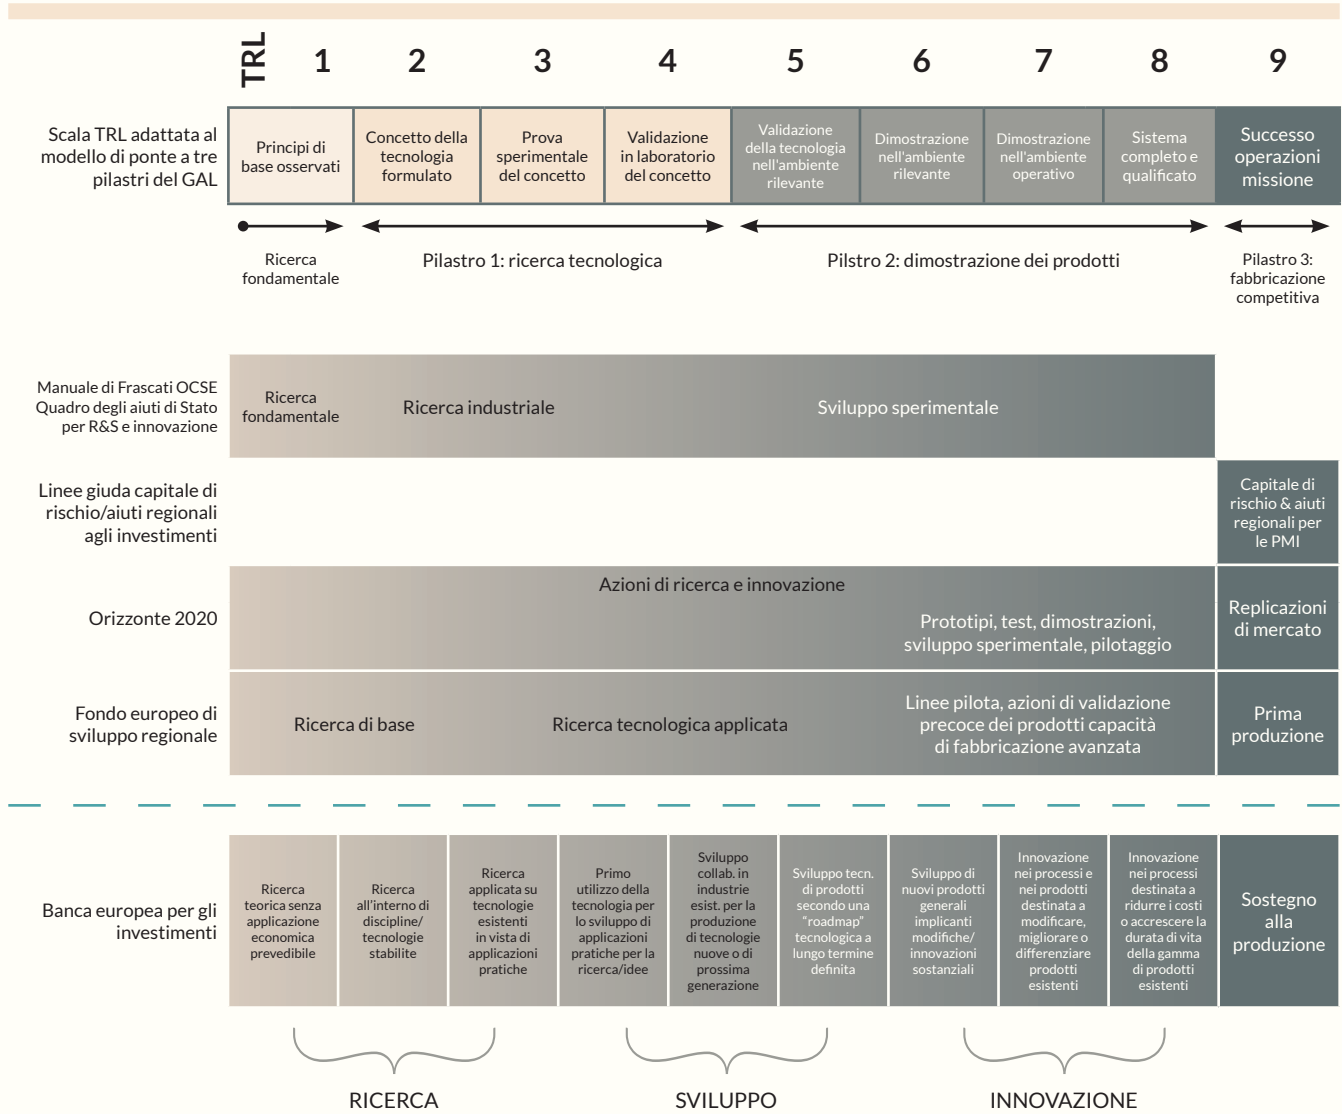 TRL 1 2 3 4 5 6 7 8 9
Scala TRL adattata al
modello di ponte a tre
pilastri del GAL
Principi di
base osservati
Concetto della
tecnologia
formulato
Prova
sperimentale
del concetto
Validazione
in laboratorio
del concetto
Validazione
della tecnologia
nell'ambiente
rilevante
Dimostrazione
nell'ambiente
rilevante
Dimostrazione
nell'ambiente
operativo
Sistema
completo e
qualificato
Successo
operazioni
missione
Ricerca
fondamentale
Pilastro 1: ricerca tecnologica
Pilstro 2: dimostrazione dei prodotti
Pilastro 3:
fabbricazione
competitiva
Manuale di Frascati OCSE
Quadro degli aiuti di Stato
per R&S e innovazione
Ricerca
fondamentale
Ricerca industriale
Sviluppo sperimentale
Linee giuda capitale di
rischio/aiuti regionali
agli investimenti
Capitale di
rischio & aiuti
regionali per
le PMI
Orizzonte 2020
Azioni di ricerca e innovazione
Prototipi, test, dimostrazioni,
sviluppo sperimentale, pilotaggio
Replicazioni
di mercato
Fondo europeo di
sviluppo regionale
Ricerca di base
Ricerca tecnologica applicata
Linee pilota, azioni di validazione
precoce dei prodotti capacità
di fabbricazione avanzata
Prima
produzione
Banca europea per gli
investimenti
Ricerca
teorica senza
applicazione
economica
prevedibile
Ricerca
all'interno di
discipline/
tecnologie
stabilite
Ricerca
applicata su
tecnologie
esistenti
in vista di
applicazioni
pratiche
Primo
utilizzo della
tecnologia per
lo sviluppo di
applicazioni
pratiche per la
ricerca/idee
Sviluppo
collab. in
industrie
esist. per la
produzione
di tecnologie
nuove o di
prossima
generazione
Sviluppo tecn.
di prodotti
secondo una
"roadmap"
tecnologica a
lungo termine
definita
Sviluppo di
nuovi prodotti
generali
implicanti
modifiche/
innovazioni
sostanziali
Innovazione
nei processi e
nei prodotti
destinata a
modificare,
migliorare o
differenziare
prodotti
esistenti
Innovazione
nei processi
destinata a
ridurre i costi
o accrescere la
durata di vita
della gamma
di prodotti
esistenti
Sostegno
alla
produzione
RICERCA
SVILUPPO
INNOVAZIONE